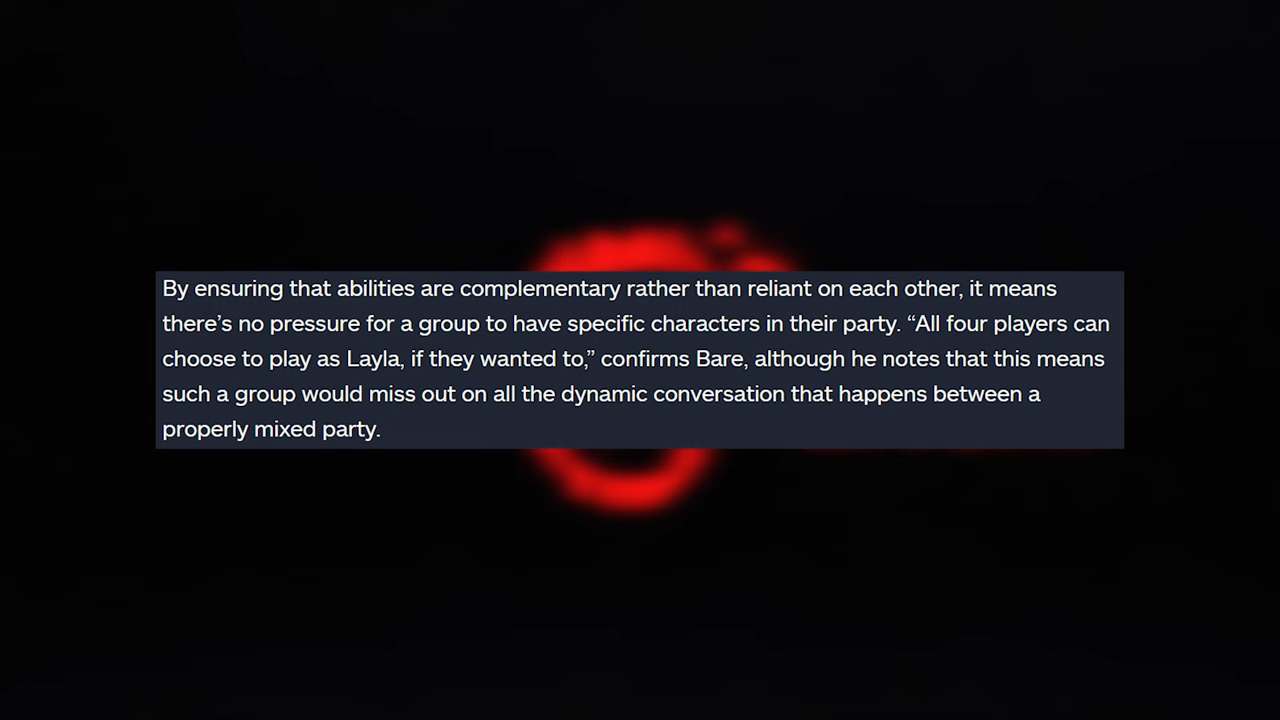 By ensuring that abilities are complementary rather than reliant on each other, it means
there’s no pressure for a group to have specific characters in their party. “All four players can
choose to play as Layla, if they wanted to,” confirms Bare, although he notes that this means
such a group would miss out on all the dynamic conversation that happens between a
properly mixed party.